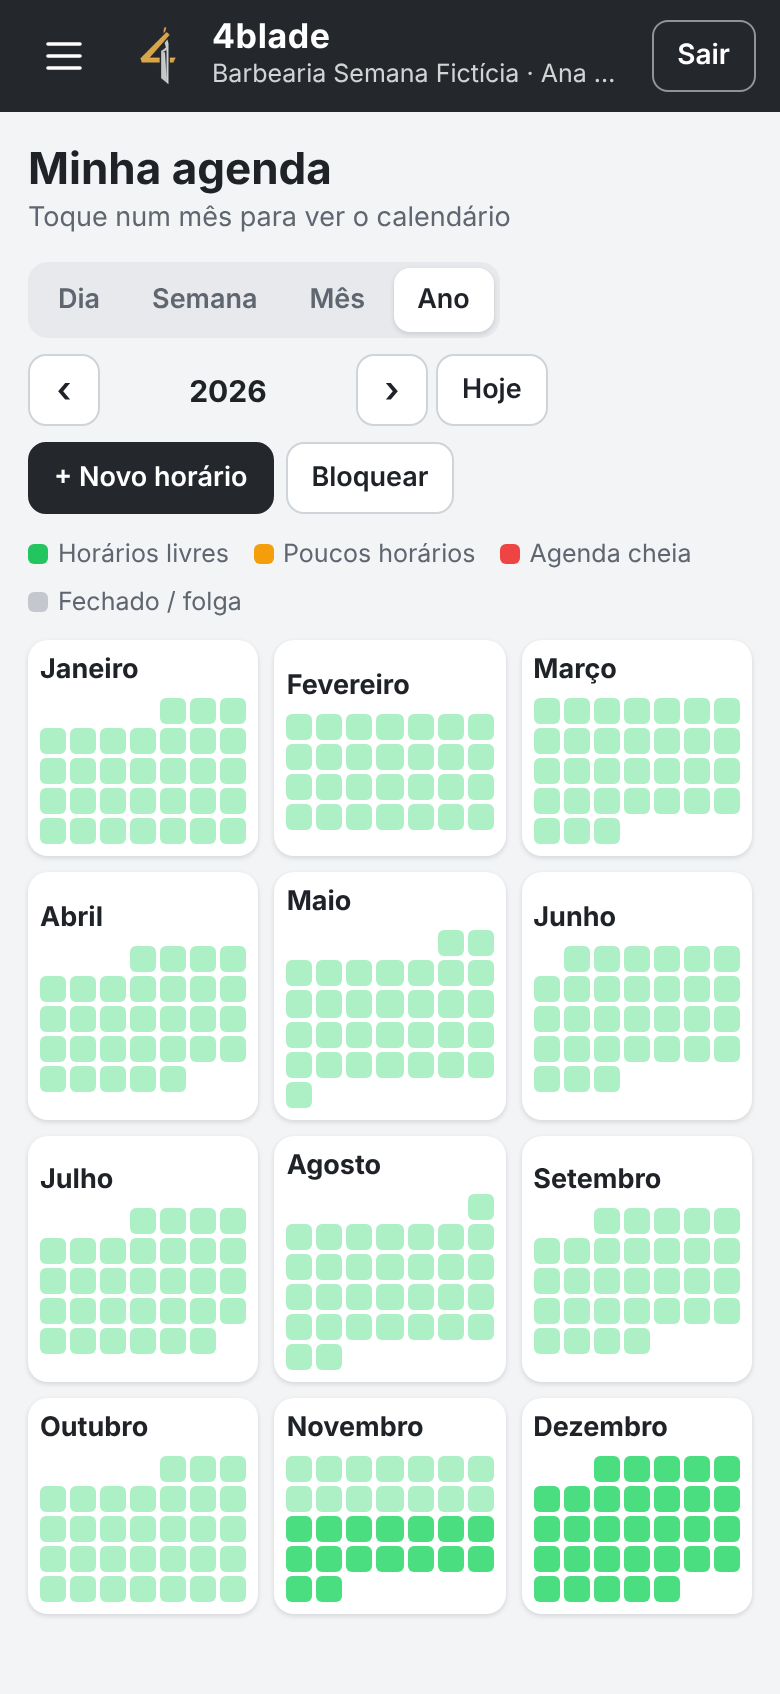 4blade
Barbearia Semana Fictícia · Ana ...
Sair
Minha agenda
Toque num mês para ver o calendário
Dia Semana Mês Ano
‹ 2026 › Hoje
+ Novo horário Bloquear
Horários livres Poucos horários Agenda cheia
Fechado / folga
Janeiro Fevereiro Março
Abril Maio Junho
Julho Agosto Setembro
Outubro Novembro Dezembro